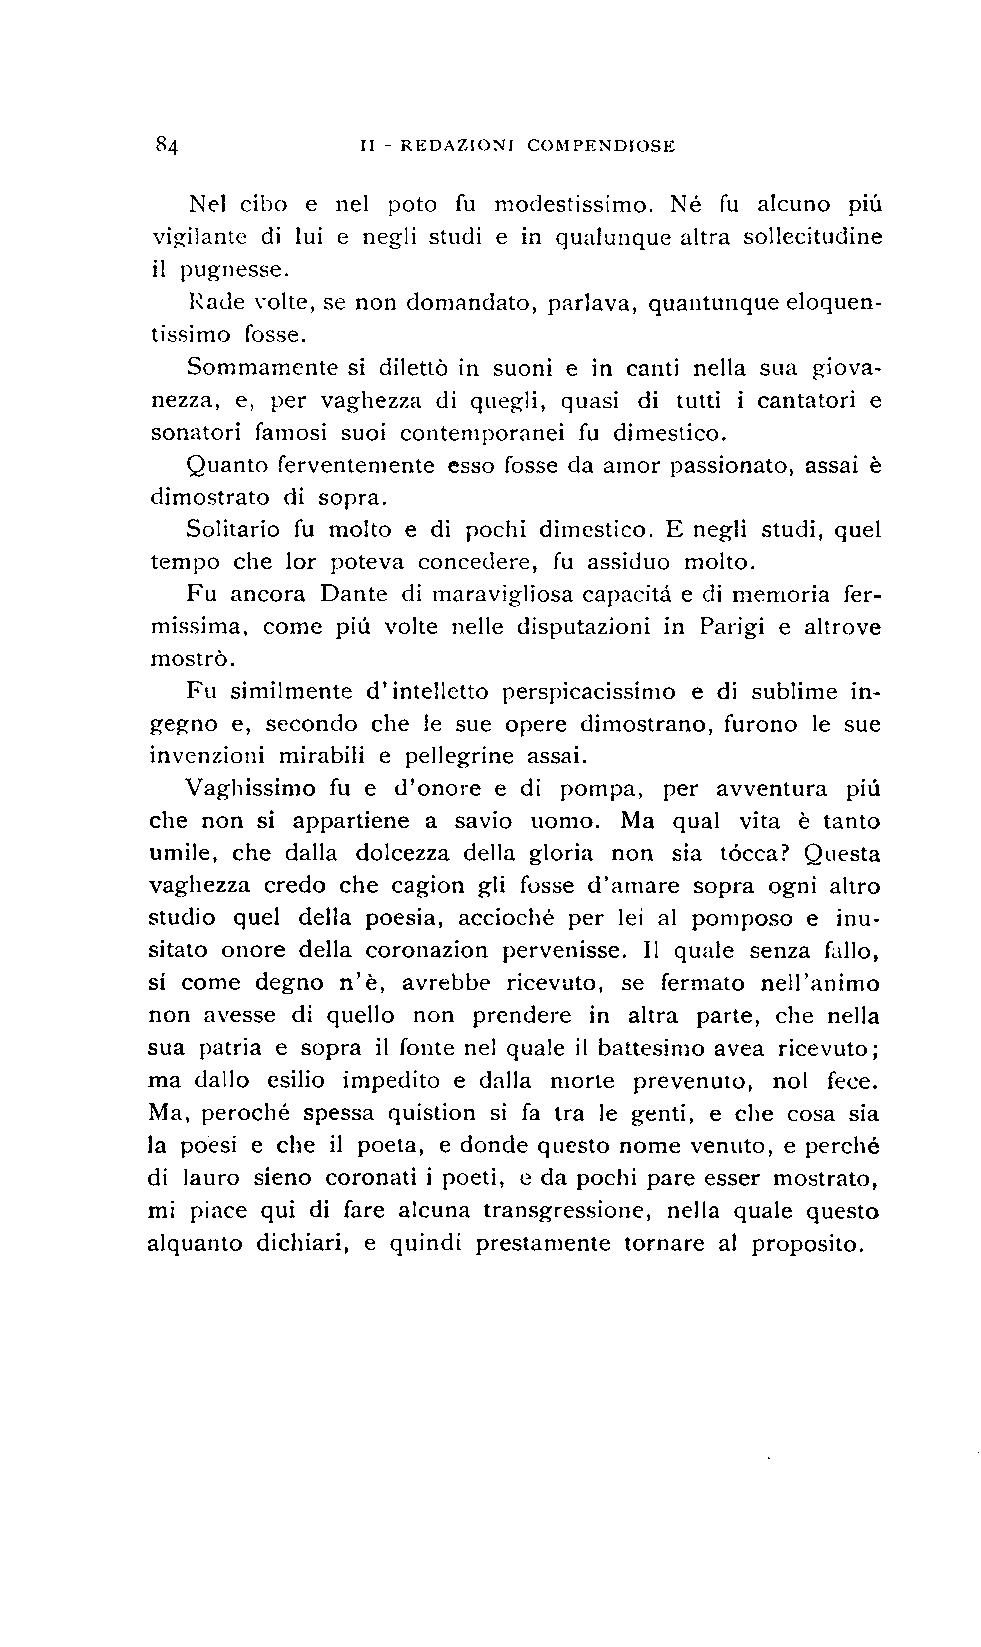 84 II - REDAZIONI COMPENDIOSE
Nel cibo e nel poto fu modestissimo. Né fu alcuno piú
vigilante di lui e negli studi e in qualunque altra sollecitudine
il pugnesse.
Rade volte, se non domandato, parlava, quantunque eloquen-
tissimo fosse.
Sommamente si dilettò in suoni e in canti nella sua giova-
nezza, e, per vaghezza di quegli, quasi di tutti i cantatori e
sonatori famosi suoi contemporanei fu dimestico.
Quanto ferventemente esso fosse da amor passionato, assai è
dimostrato di sopra.
Solitario fu molto e di pochi dimestico. E negli studi, quel
tempo che lor poteva concedere, fu assiduo molto.
Fu ancora Dante di maravigliosa capacitá e di memoria fer-
missima, come piú volte nelle disputazioni in Parigi e altrove
mostrò.
Fu similmente d'intelletto perspicacissimo e di sublime in-
gegno e, secondo che le sue opere dimostrano, furono le sue
invenzioni mirabili e pellegrine assai.
Vaghissimo fu e d'onore e di pompa, per avventura piú
che non si appartiene a savio uomo. Ma qual vita è tanto
umile, che dalla dolcezza della gloria non sia tócca? Questa
vaghezza credo che cagion gli fosse d'amare sopra ogni altro
studio quel della poesia, accioché per lei al pomposo e inu-
sitato onore della coronazion pervenisse. Il quale senza fallo,
sí come degno n'è, avrebbe ricevuto, se fermato nell'animo
non avesse di quello non prendere in altra parte, che nella
sua patria e sopra il fonte nel quale il battesimo avea ricevuto;
ma dallo esilio impedito e dalla morte prevenuto, nol fece.
Ma, peroché spessa quistion si fa tra le genti, e che cosa sia
la poesi e che il poeta, e donde questo nome venuto, e perché
di lauro sieno coronati i poeti, e da pochi pare esser mostrato,
mi piace qui di fare alcuna transgressione, nella quale questo
alquanto dichiari, e quindi prestamente tornare al proposito.